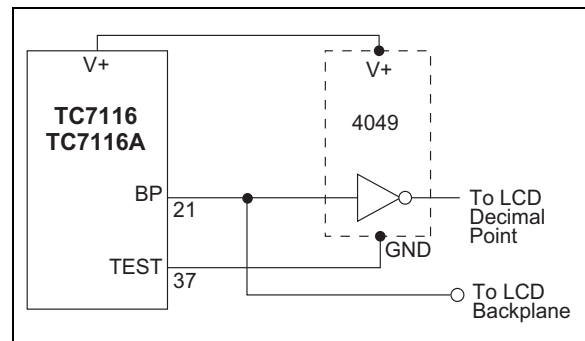 V+
V+
TC7116
TC7116A
4049
BP
21
To LCD
Decimal
Point
GND
TEST
37
To LCD
Backplane